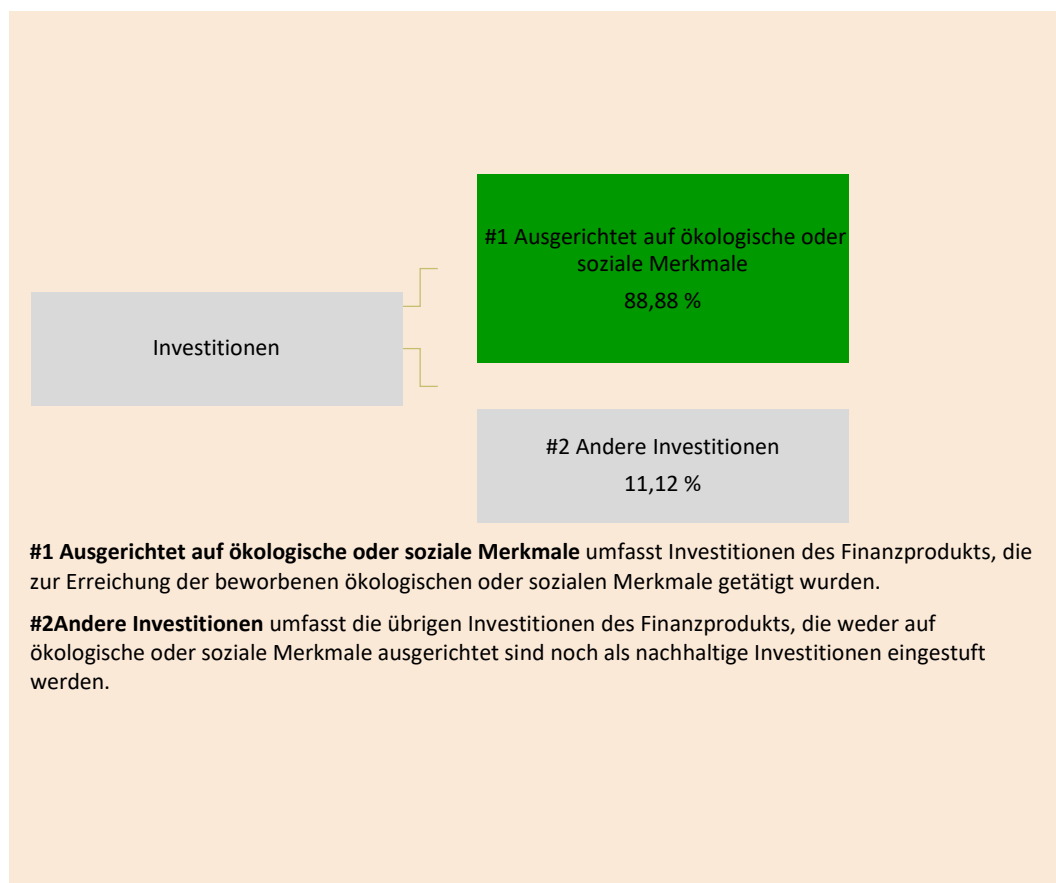 #1 Ausgerichtet auf ökologische oder
soziale Merkmale
88,88 %
Investitionen
#2 Andere Investitionen
11,12 %
#1 Ausgerichtet auf ökologische oder soziale Merkmale umfasst Investitionen des Finanzprodukts, die
zur Erreichung der beworbenen ökologischen oder sozialen Merkmale getätigt wurden.
#2Andere Investitionen umfasst die übrigen Investitionen des Finanzprodukts, die weder auf
ökologische oder soziale Merkmale ausgerichtet sind noch als nachhaltige Investitionen eingestuft
werden.